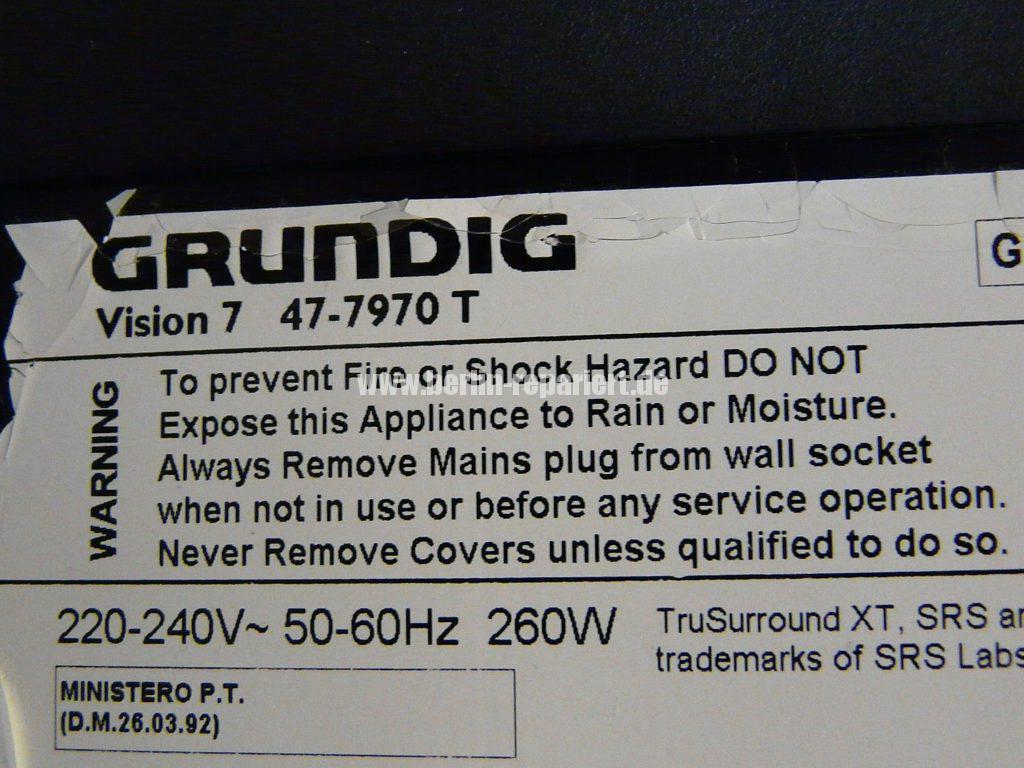 GRUNDIG
G
Vision 7 47-7970 T
WARNING
To prevent Fire or Shock Hazard DO NOT
www.berlin-repariert.de
Expose this Appliance to Rain or Moisture.
Always Remove Mains plug from wall socket
when not in use or before any service operation.
Never Remove Covers unless qualified to do so.
220-240V~ 50-60Hz 260W
TruSurround XT, SRS an
trademarks of SRS Labs
MINISTERO P.T.
(D.M.26.03.92)